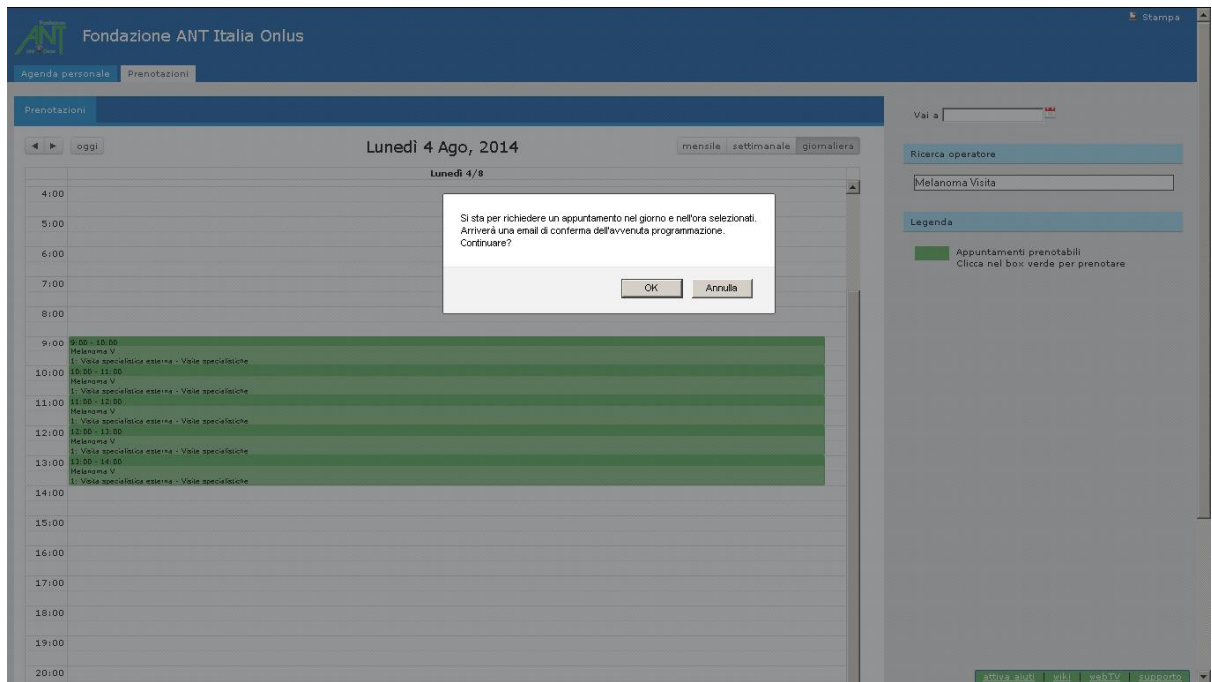 Stampa
ANT
Fondazione ANT Italia Onlus
Agenda personale Prenotazioni
Prenotazioni
Vai a
oggi
Lunedì 4 Ago, 2014
mensile settimanale giornaliera
Ricerca operatore
Lunedì 4/8
Melanoma Visita
4:00
Si sta per richiedere un appuntamento nel giorno e nell'ora selezionati.
Arriverà una email di conferma dell'avvenuta programmazione.
Continuare?
5:00
Legenda
6:00
Appuntamenti prenotabili
Clicca nel box verde per prenotare
7:00
OK Annulla
8:00
9:00 9:00 - 10:00
Melanoma V
1: Visita specialistica esterna - Visite specialistiche
10:00 10:00 - 11:00
Melanoma V
1: Visita specialistica esterna - Visite specialistiche
11:00 11:00 - 12:00
Melanoma V
1: Visita specialistica esterna - Visite specialistiche
12:00 12:00 - 13:00
Melanoma V
1: Visita specialistica esterna - Visite specialistiche
13:00 13:00 - 14:00
Melanoma V
1: Visita specialistica esterna - Visite specialistiche
14:00
15:00
16:00
17:00
18:00
19:00
20:00
attiva aiuti | wiki | webTV | supporto